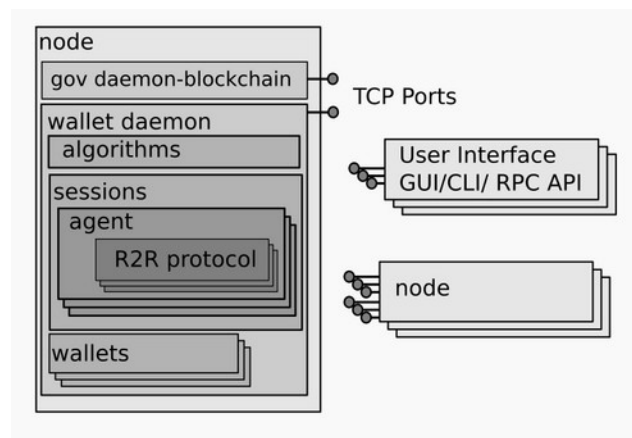 node
gov daemon-blockchain
TCP Ports
wallet daemon
algorithms
User Interface
GUI/CLI/ RPC API
sessions
agent
R2R protocol
node
wallets